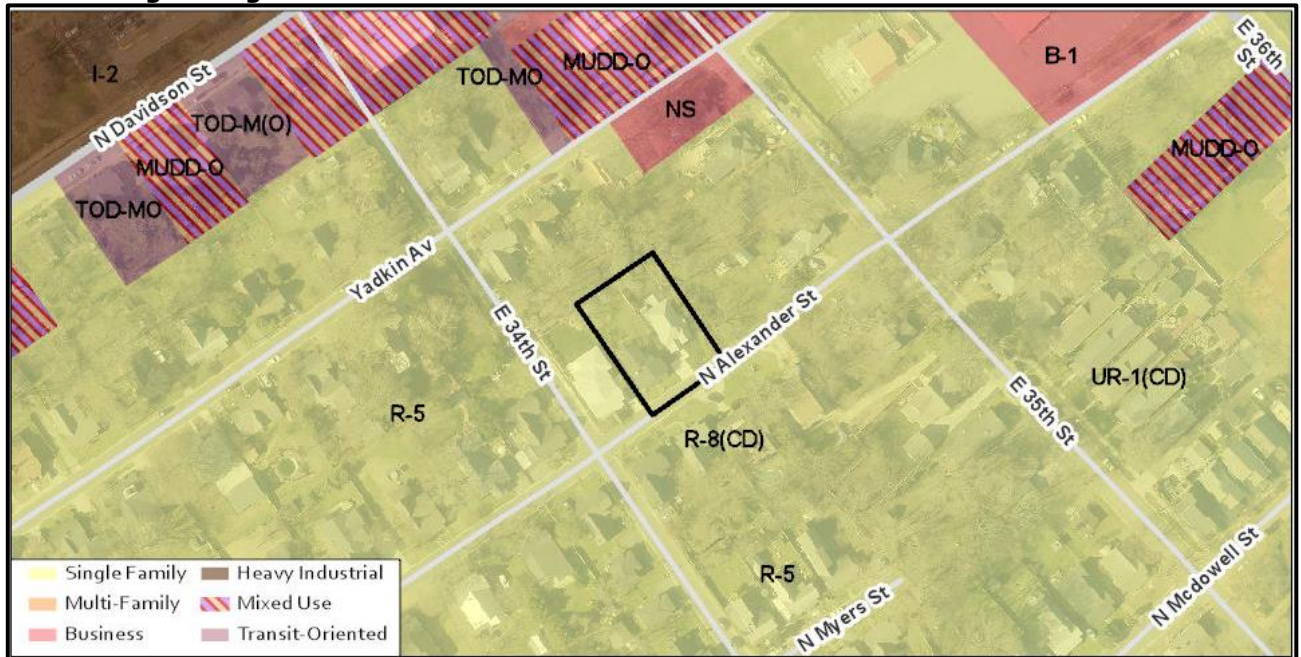 I-2
N Davidson St
TOD-M(O)
MUDD-O
TOD-MO
TOD-MO
MUDD-O
NS
B-1
E 36th St
MUDD-O
Yadkin Av
E 34th St
N Alexander St
R-5
R-8(CD)
UR-1(CD)
E 35th St
R-5
N Myers St
N Mcdowell St
Single Family
Heavy Industrial
Multi-Family
Mixed Use
Business
Transit-Oriented